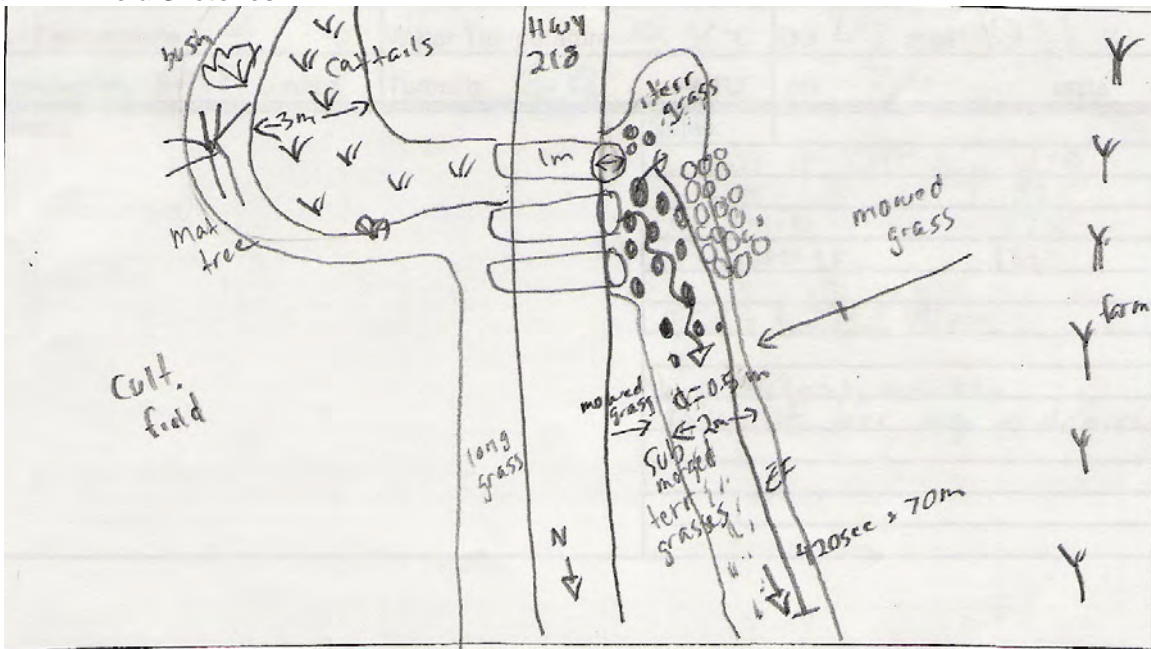 bush
cattails
HWY
218
terr
grass
3m
1m
mat
tre
mowed
grass
farm
Cult.
field
long
grass
mowed
grass
d=0.5m
2m
sub
merged
terr
grasses
EF
420sec > 70m
N